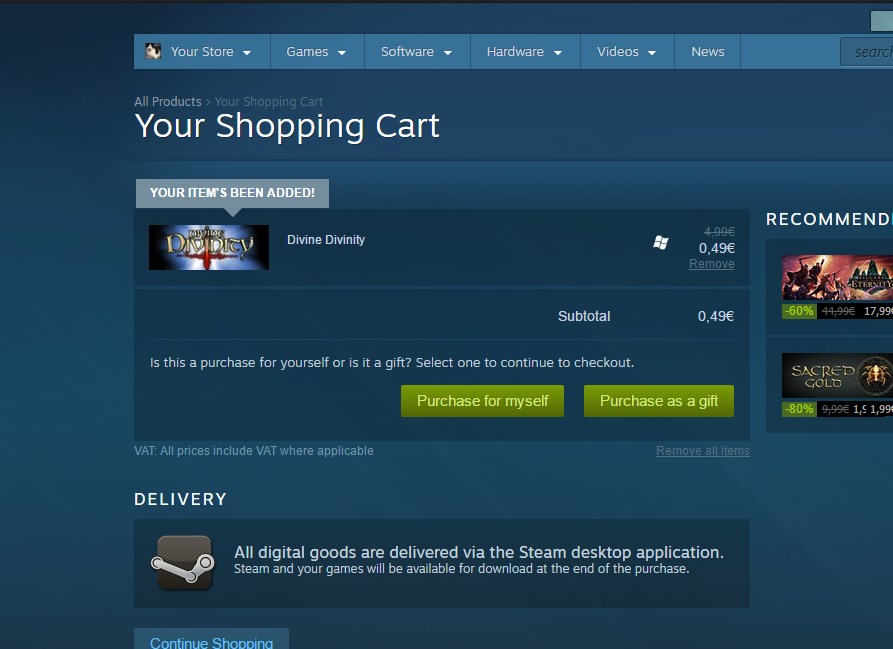 Your Store
Games
Software
Hardware
Videos
News
All Products > Your Shopping Cart
Your Shopping Cart
YOUR ITEM'S BEEN ADDED!
DIVINE
DIVINITY
Divine Divinity
4,99€
0,49€
Remove
Subtotal
0,49€
Is this a purchase for yourself or is it a gift? Select one to continue to checkout.
Purchase for myself
Purchase as a gift
VAT: All prices include VAT where applicable
Remove all items
DELIVERY
All digital goods are delivered via the Steam desktop application.
Steam and your games will be available for download at the end of the purchase.
Continue Shopping
search
RECOMMEND
ETERNITY
-60% 44,99€ 17,99€
SACRED
GOLD
-80% 9,99€ 1,9 1,99€